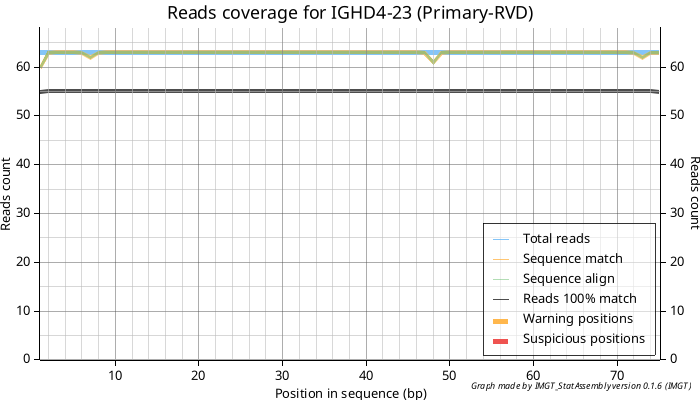 Reads coverage for IGHD4-23 (Primary-RVD)
60 60
50 50
40 40
30 30
20 20
10 10
0 0
Reads count
Reads count
Total reads
Sequence match
Sequence align
Reads 100% match
Warning positions
Suspicious positions
10 20 30 40 50 60 70
Position in sequence (bp)
Graph made by IMGT_StatAssembly version 0.1.6 (IMGT)